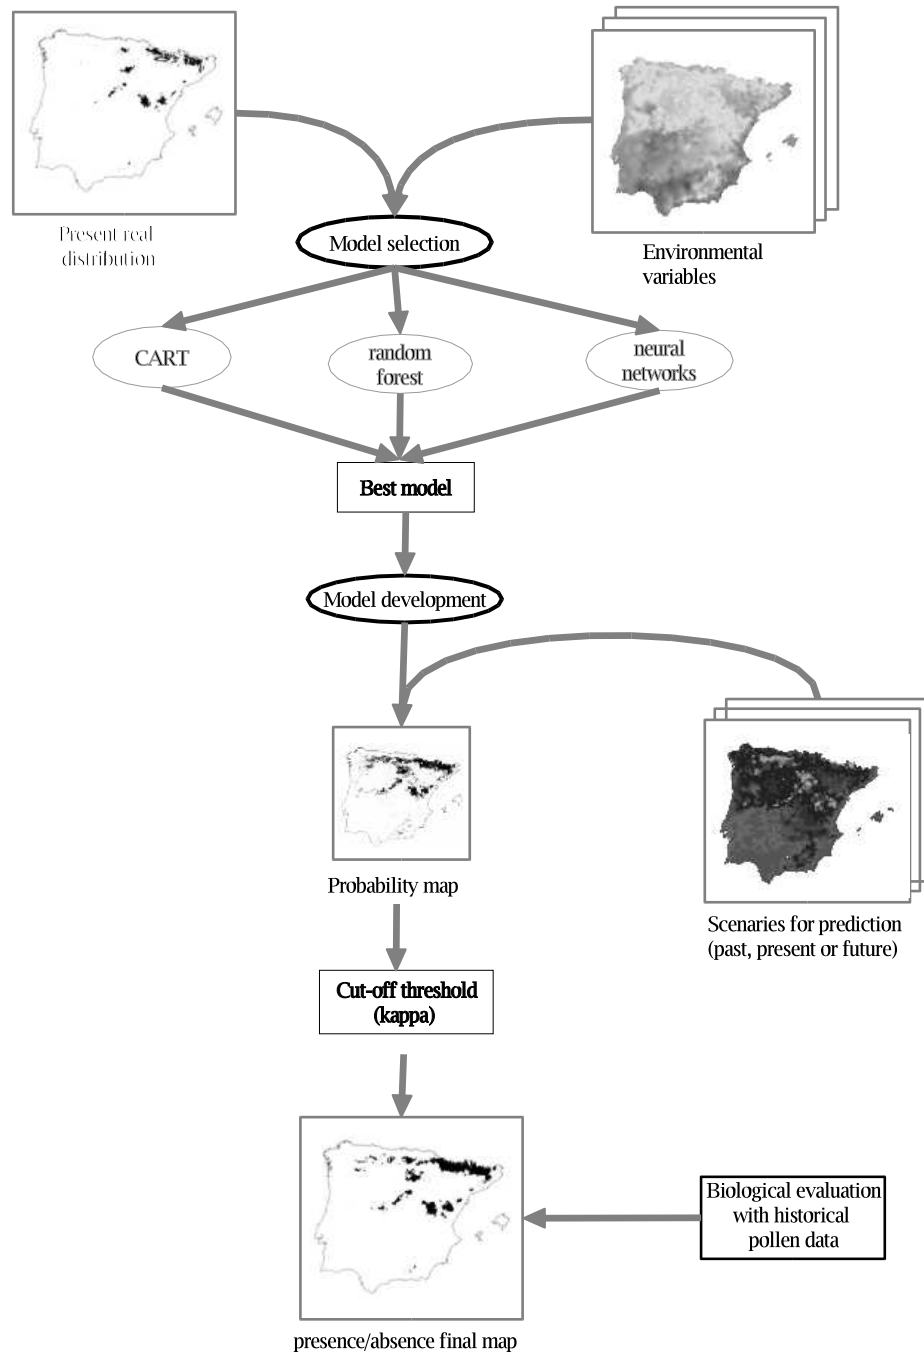 Present real
distribution
Environmental
variables
Model selection
CART
random
forest
neural
networks
Best model
Model development
Probability map
Scenaries for prediction
(past, present or future)
Cut-off threshold
(kappa)
Biological evaluation
with historical
pollen data
presence/absence final map